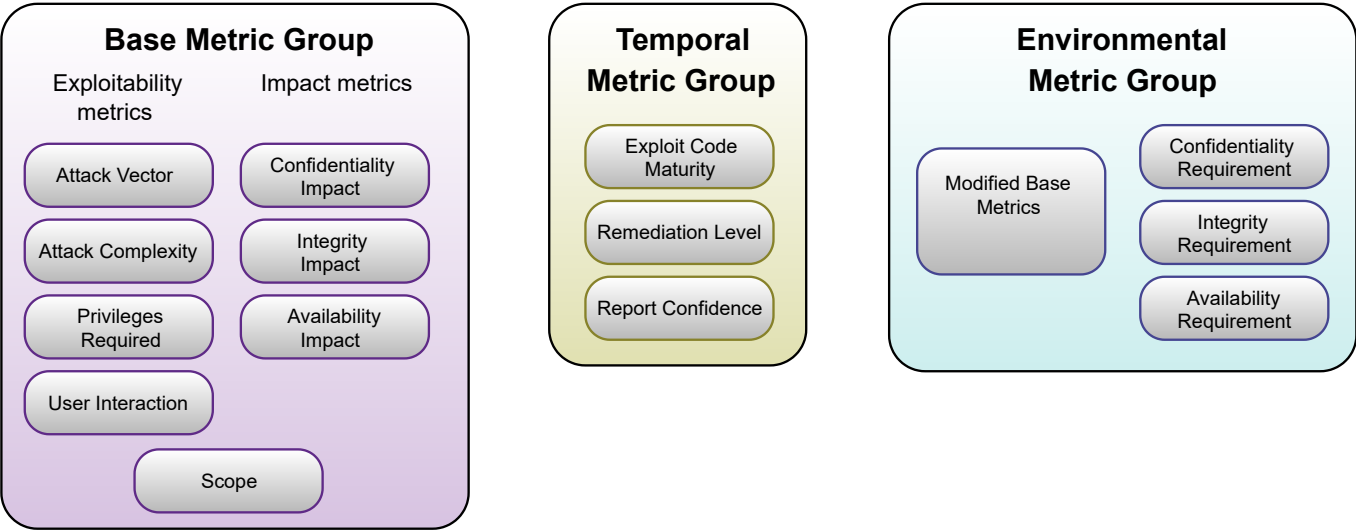 Base Metric Group
Exploitability
metrics
Impact metrics
Attack Vector
Attack Complexity
Privileges
Required
User Interaction
Confidentiality
Impact
Integrity
Impact
Availability
Impact
Scope
Temporal
Metric Group
Exploit Code
Maturity
Remediation Level
Report Confidence
Environmental
Metric Group
Modified Base
Metrics
Confidentiality
Requirement
Integrity
Requirement
Availability
Requirement